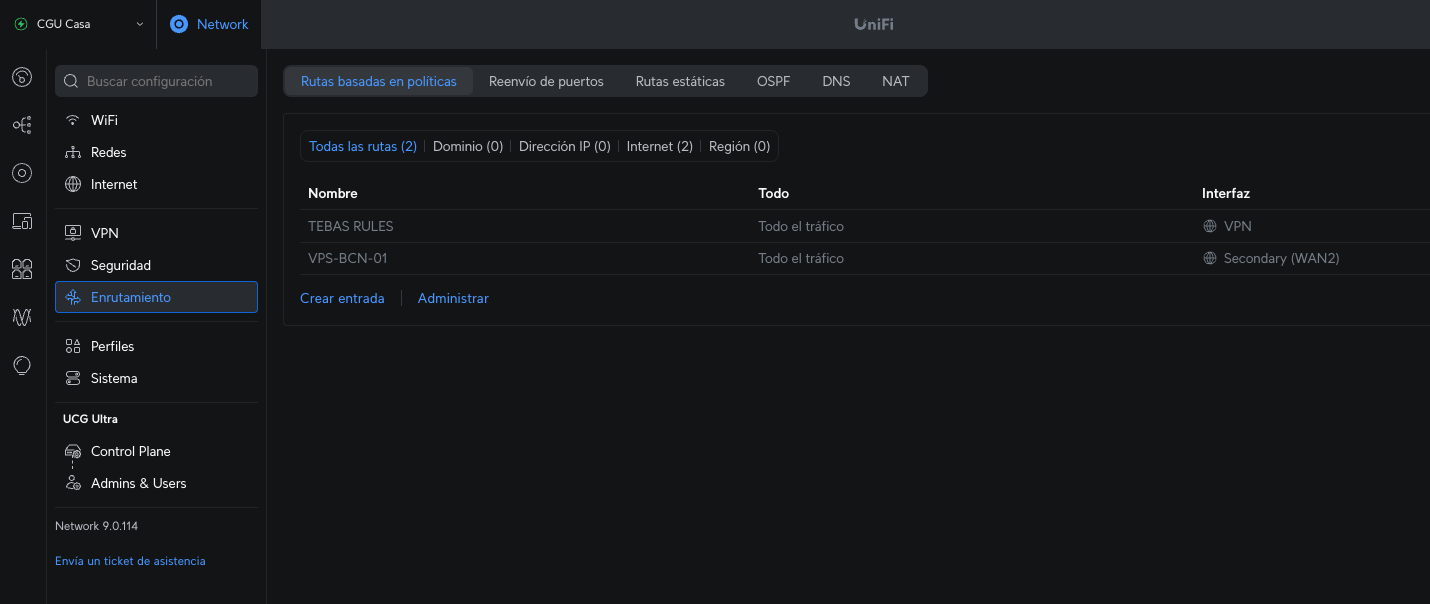 CGU Casa
Network
UniFi
Buscar configuración
WiFi
Redes
Internet
VPN
Seguridad
Enrutamiento
Perfiles
Sistema
UCG Ultra
Control Plane
Admins & Users
Network 9.0.114
Envía un ticket de asistencia
Rutas basadas en políticas Reenvío de puertos Rutas estáticas OSPF DNS NAT
Todas las rutas (2) Dominio (0) Dirección IP (0) Internet (2) Región (0)
Nombre Todo Interfaz
TEBAS RULES Todo el tráfico VPN
VPS-BCN-01 Todo el tráfico Secondary (WAN2)
Crear entrada Administrar